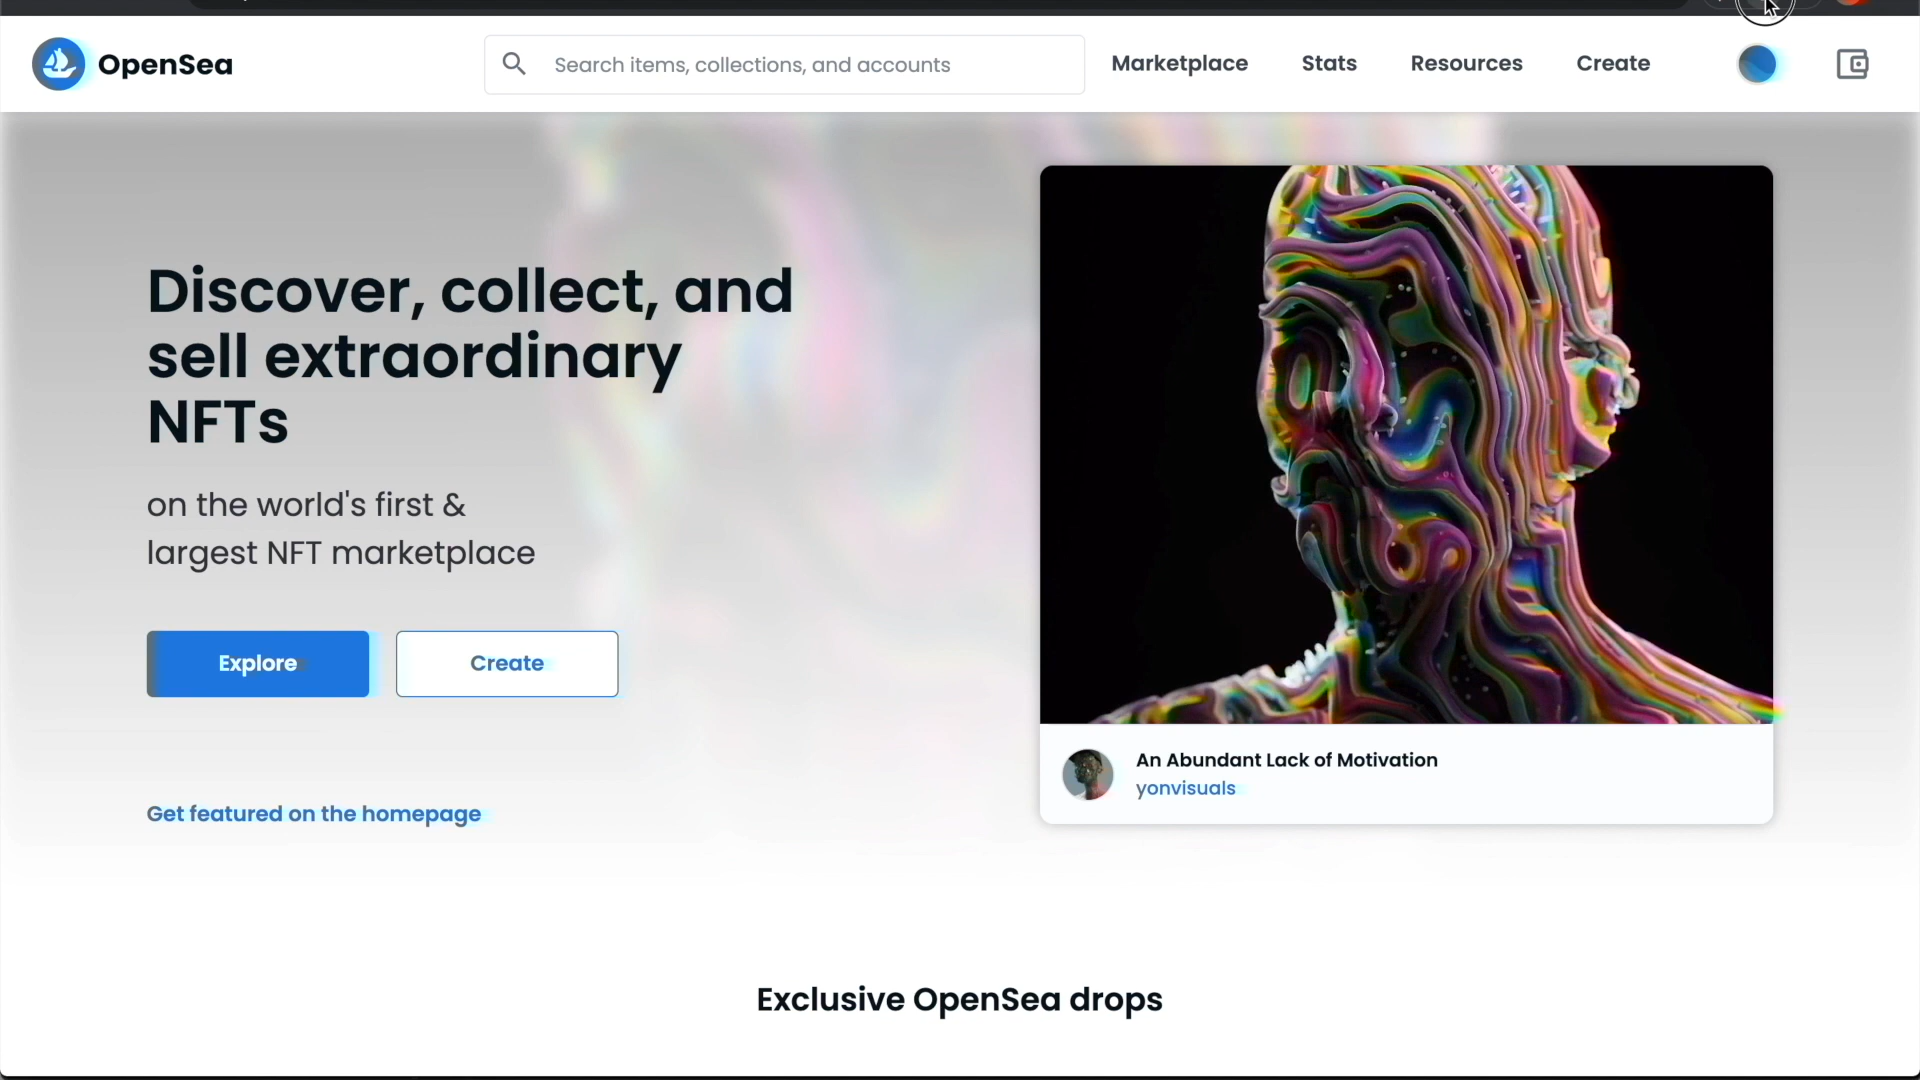 OpenSea
Search items, collections, and accounts
Marketplace
Stats
Resources
Create
Discover, collect, and
sell extraordinary
NFTs
on the world's first &
largest NFT marketplace
Explore
Create
Get featured on the homepage
An Abundant Lack of Motivation
yonvisuals
Exclusive OpenSea drops